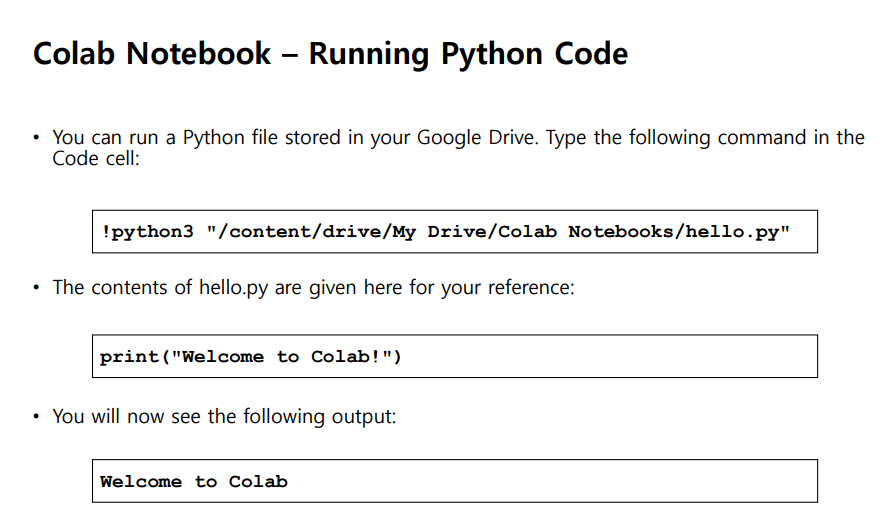 Colab Notebook – Running Python Code
• You can run a Python file stored in your Google Drive. Type the following command in the
Code cell:
!python3 "/content/drive/My Drive/Colab Notebooks/hello.py"
• The contents of hello.py are given here for your reference:
print("Welcome to Colab!")
• You will now see the following output:
Welcome to Colab